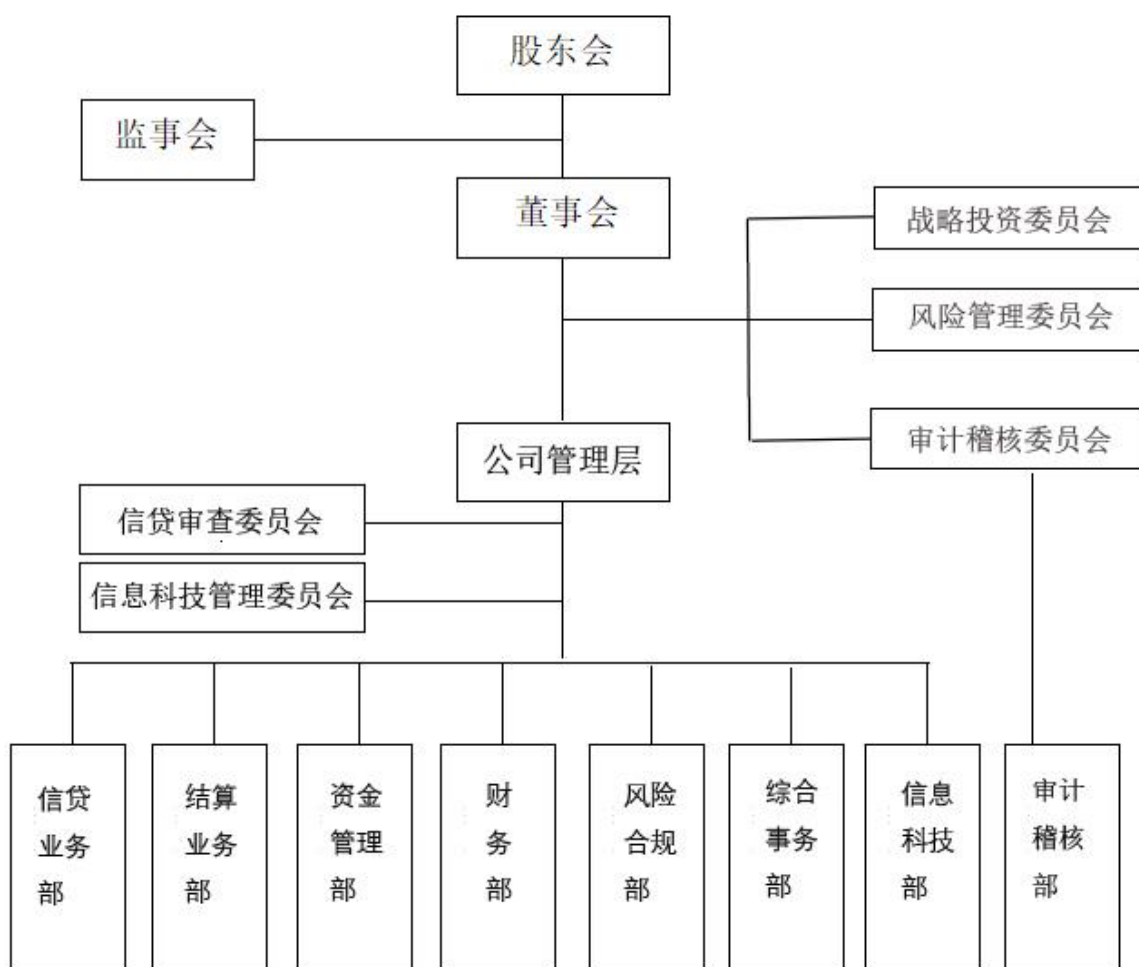 股东会
监事会
董事会
战略投资委员会
风险管理委员会
公司管理层
审计稽核委员会
信贷审查委员会
信息科技管理委员会
信贷
业务
部
结算
业务
部
资金
管理
部
财
务
部
风险
合规
部
综合
事务
部
信息
科技
部
审计
稽核
部